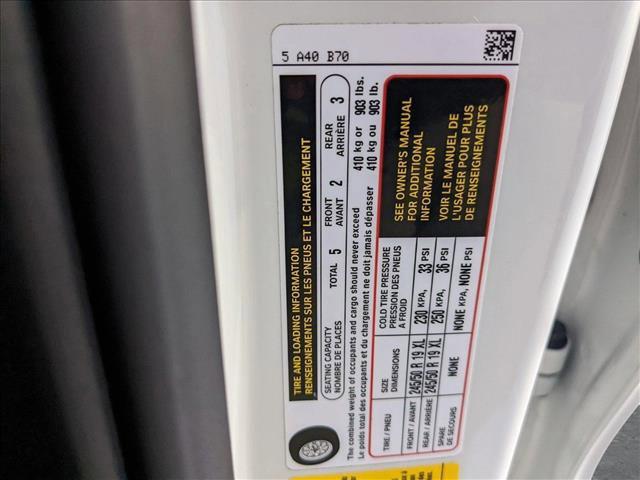 5 A40 B70
TIRE AND LOADING INFORMATION
RENSEIGNEMENTS SUR LES PNEUS ET LE CHARGEMENT
SEATING CAPACITY TOTAL 5 FRONT 2 REAR 3
NOMBRE DE PLACES AVANT ARRIÈRE
The combined weight of occupants and cargo should never exceed 410 kg or 903 lbs.
Le poids total des occupants et du chargement ne doit jamais dépasser 410 kg ou 903 lb.
TIRE / PNEU SIZE DIMENSIONS COLD TIRE PRESSURE PRESSION DES PNEUS A FROID
FRONT / AVANT 245/50 R 19 XL 230 KPA, 33 PSI
REAR / ARRIÈRE 245/50 R 19 XL 250 KPA, 36 PSI
SPARE DE SECOURS NONE NONE KPA, NONE PSI
SEE OWNER'S MANUAL
FOR ADDITIONAL
INFORMATION
VOIR LE MANUEL DE
L'USAGER POUR PLUS
DE RENSEIGNEMENTS